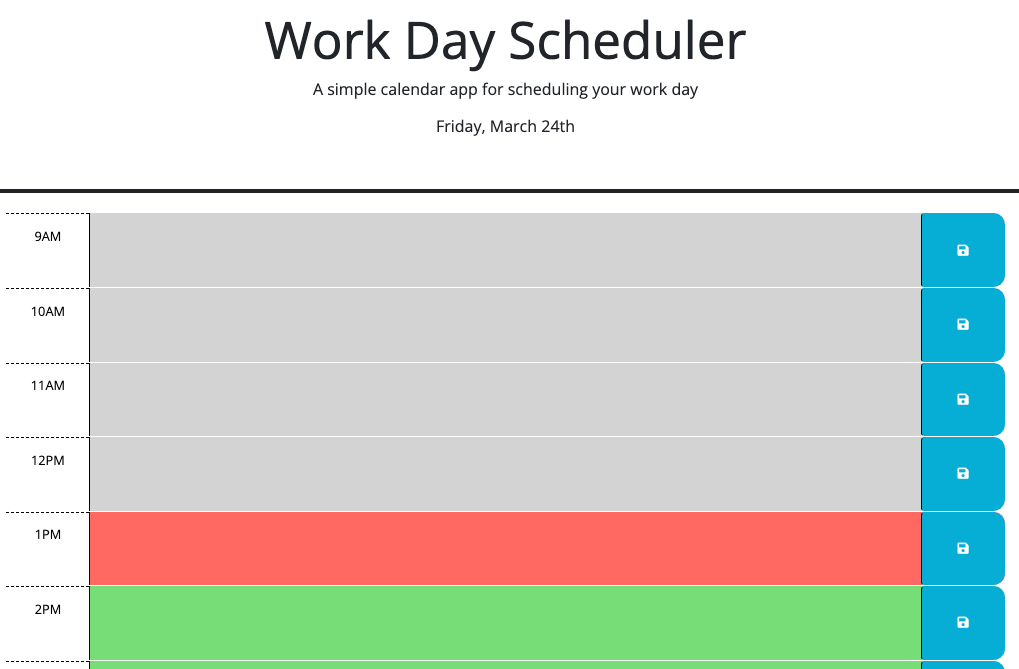 Work Day Scheduler
A simple calendar app for scheduling your work day
Friday, March 24th
9AM
10AM
11AM
12PM
1PM
2PM